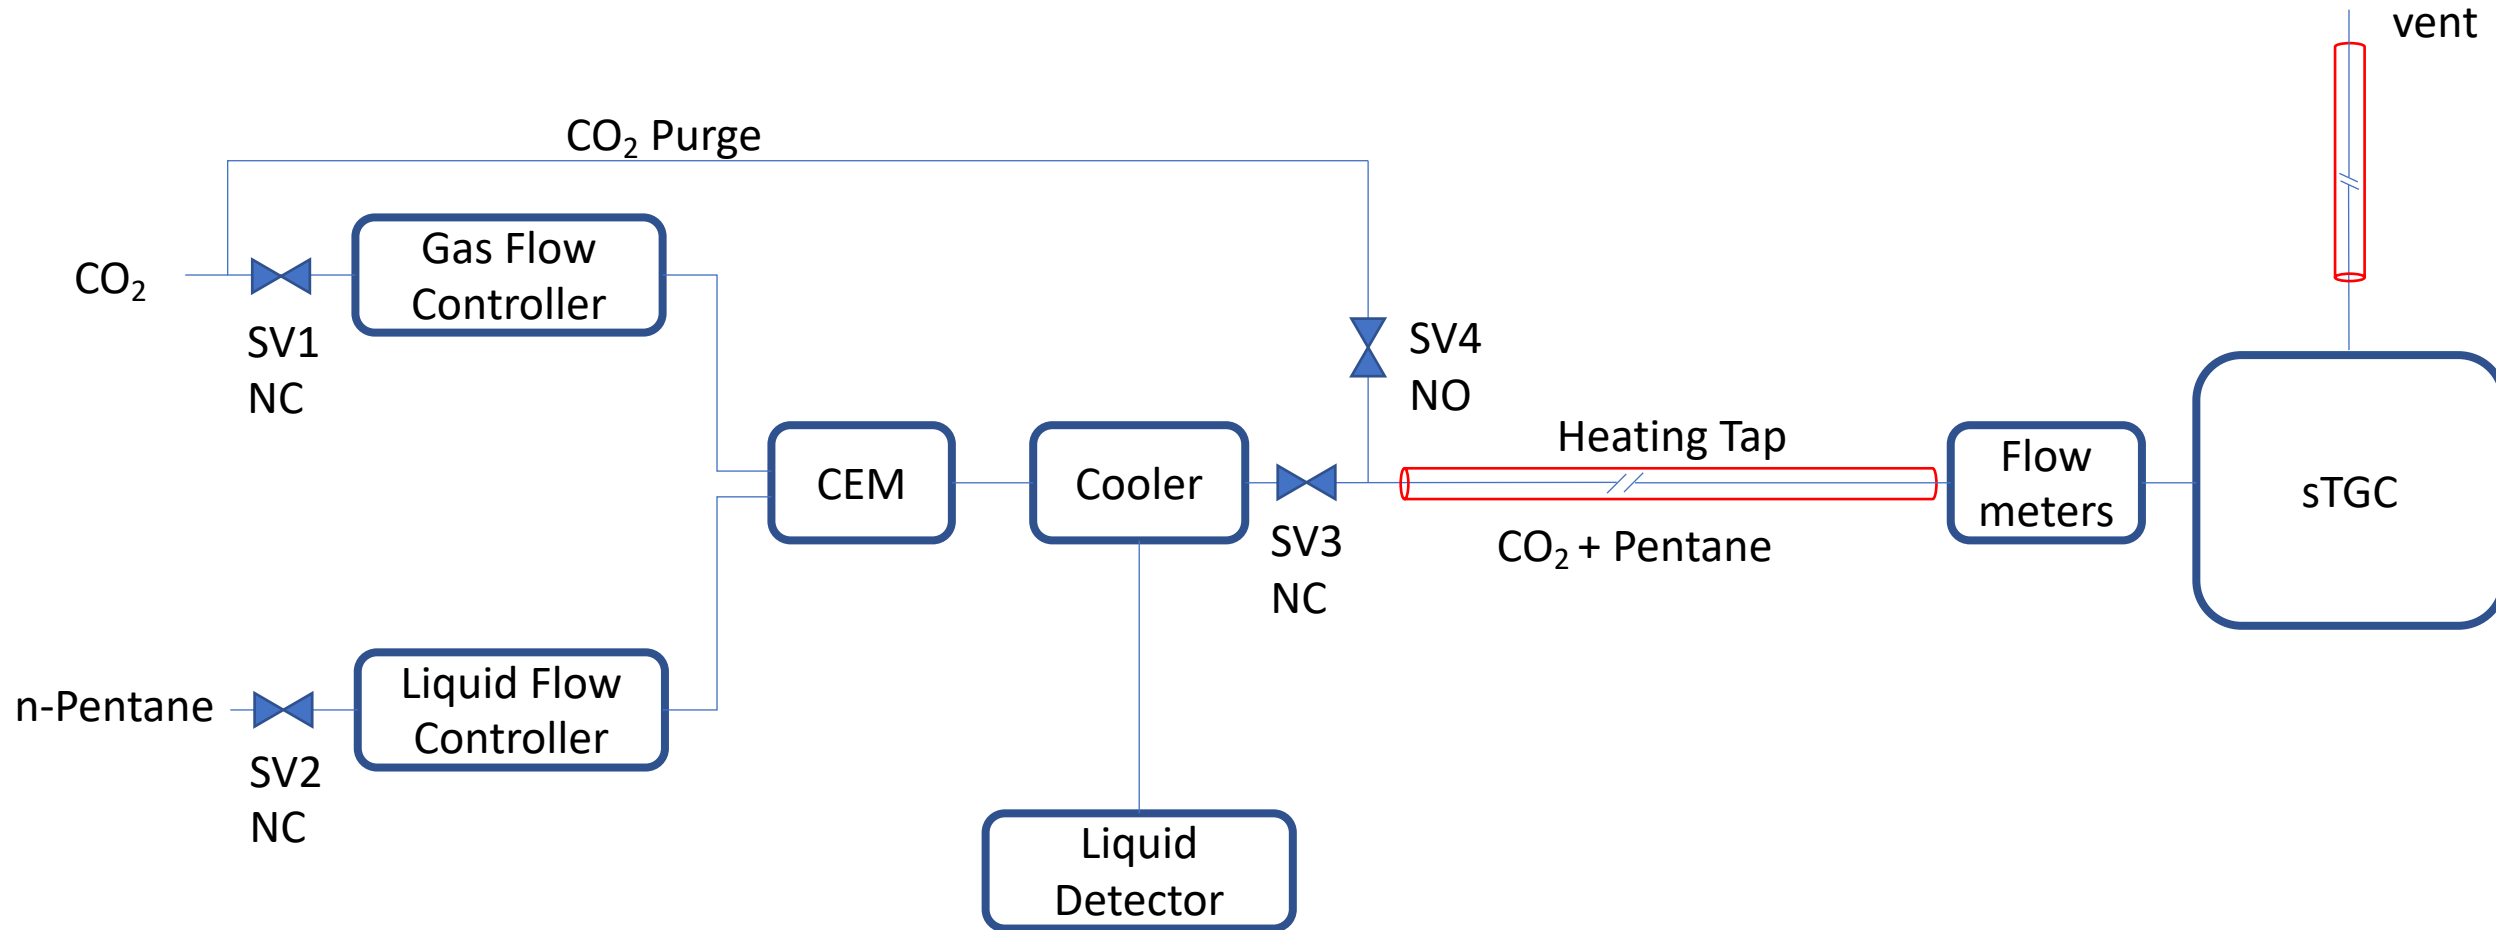 vent
CO₂ Purge
Gas Flow
Controller
CO₂
SV1
NC
SV4
NO
Heating Tap
CEM
Cooler
Flow
meters
sTGC
SV3
NC
CO₂ + Pentane
n-Pentane
Liquid Flow
Controller
SV2
NC
Liquid
Detector